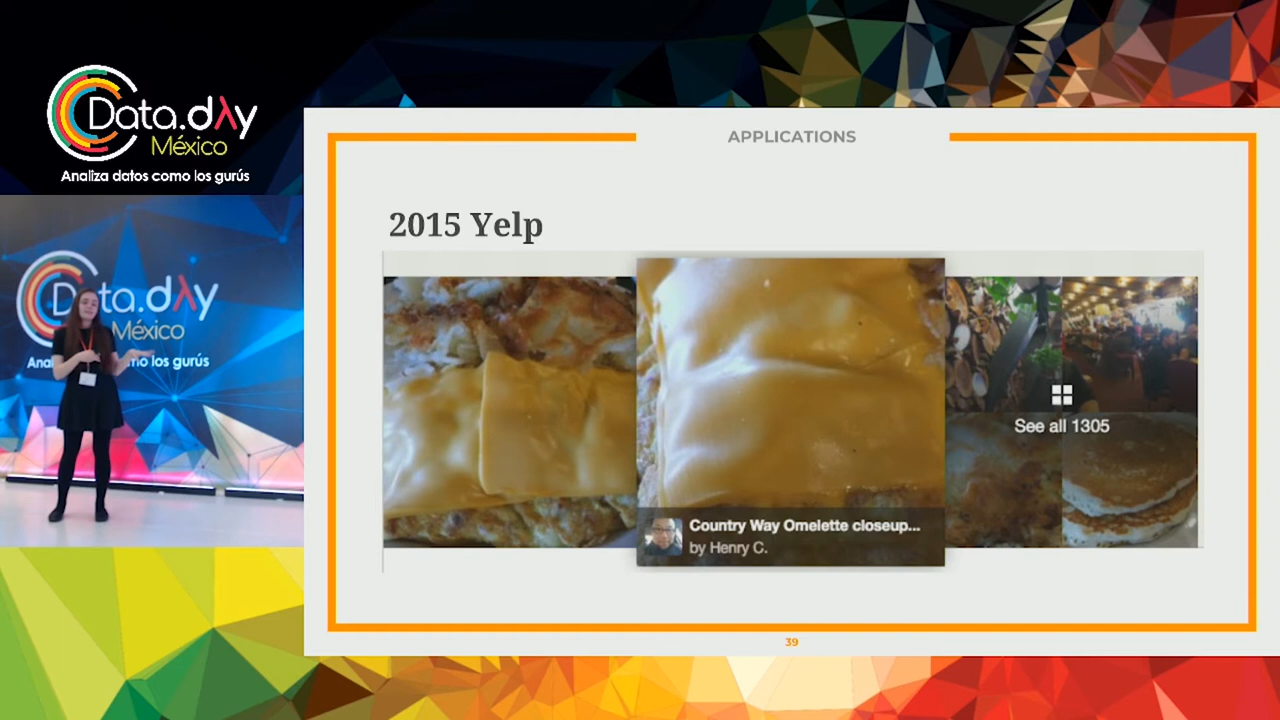 Data.dλy
México
Analiza datos como los gurús
Data.dλy
México
Ana
mo los gurús
APPLICATIONS
2015 Yelp
See all 1305
Country Way Omelette closeup...
by Henry C.
39